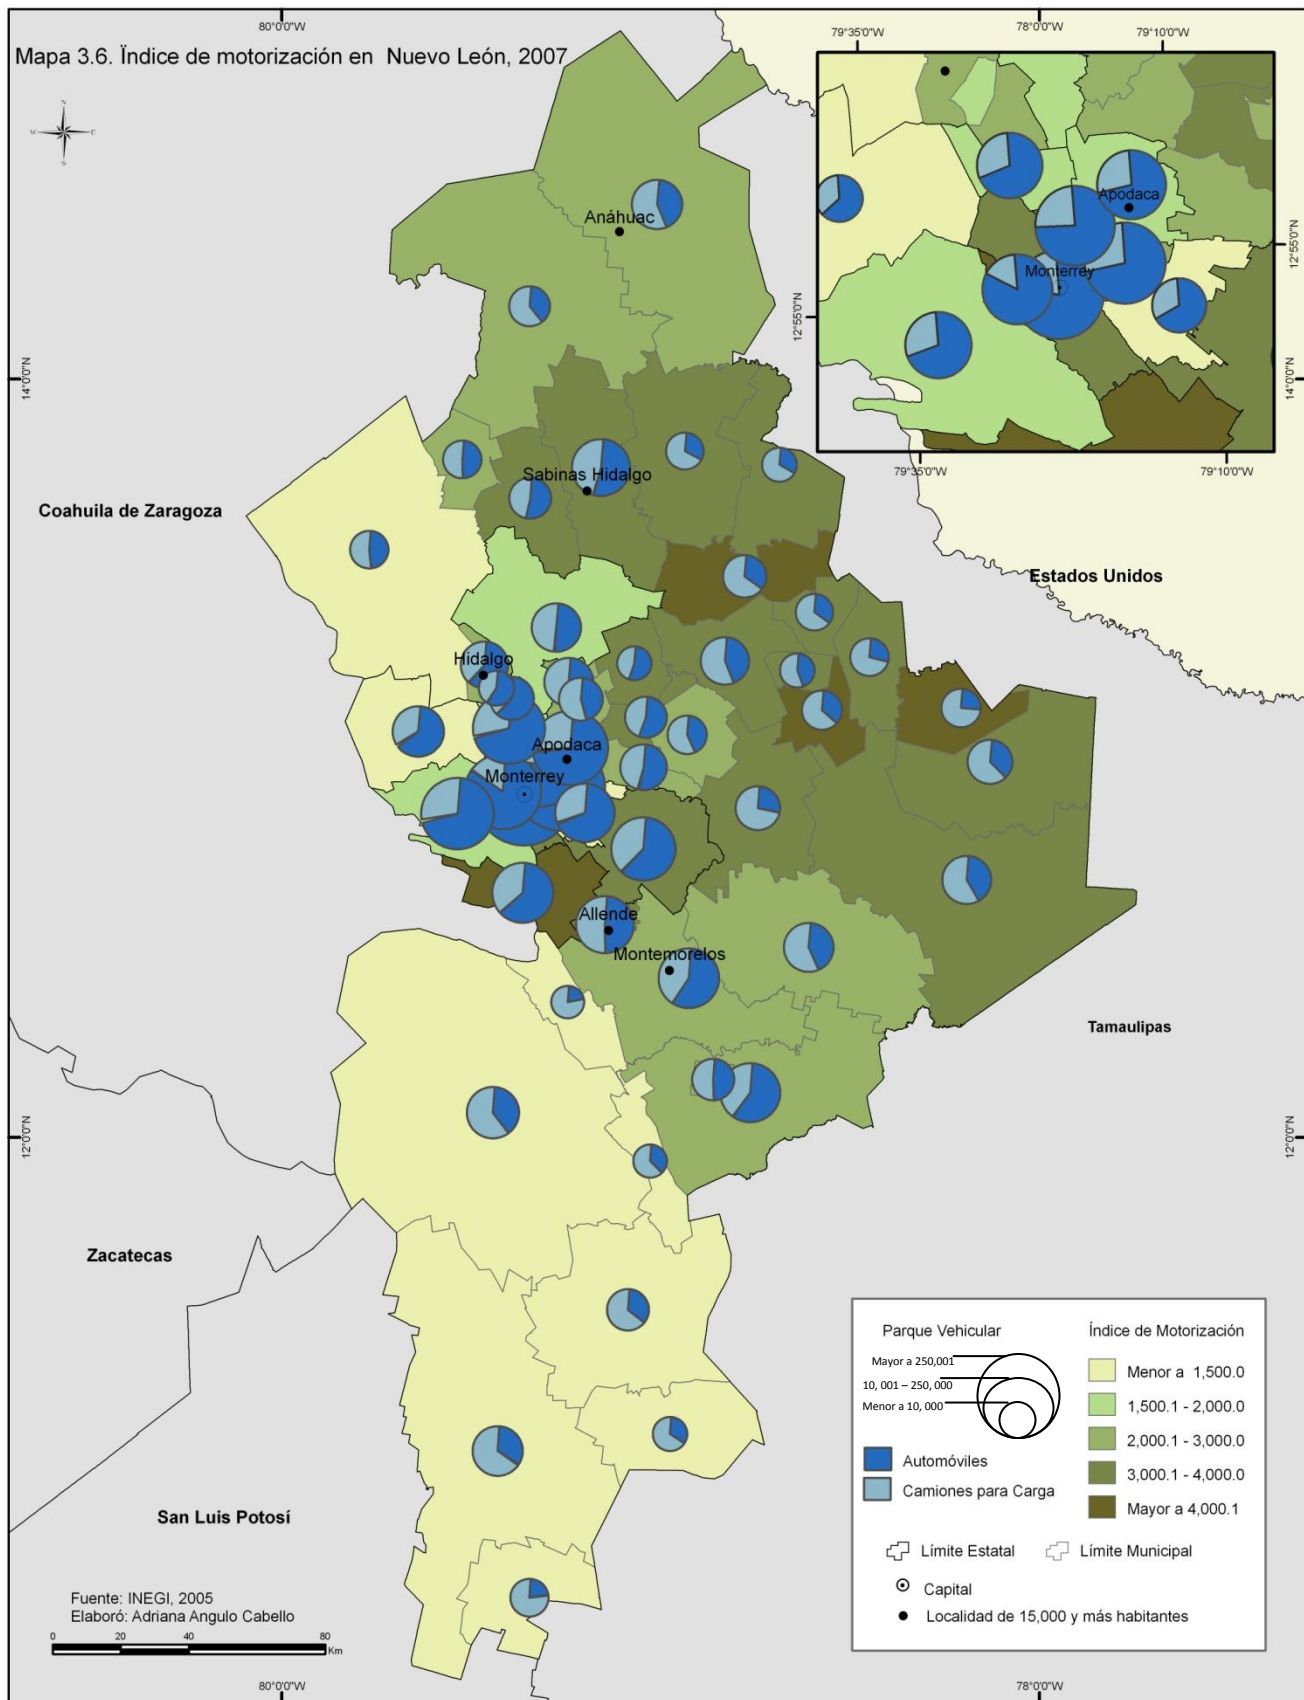 80°0'0"W
78°0'0"W
Mapa 3.6. Ïndice de motorización en Nuevo León, 2007
79°35'0"W
79°10'0"W
N
W
E
S
Apodaca
Monterrey
12°55'0"N
12°55'0"N
14°0'0"N
14°0'0"N
79°35'0"W
79°10'0"W
Anáhuac
Sabinas Hidalgo
Coahuila de Zaragoza
Estados Unidos
Hidalgo
Apodaca
Monterrey
Allende
Montemorelos
Tamaulipas
12°0'0"N
12°0'0"N
Zacatecas
San Luis Potosí
Parque Vehicular
Mayor a 250,001
10, 001 – 250, 000
Menor a 10, 000
Automóviles
Camiones para Carga
Índice de Motorización
Menor a 1,500.0
1,500.1 - 2,000.0
2,000.1 - 3,000.0
3,000.1 - 4,000.0
Mayor a 4,000.1
Límite Estatal
Límite Municipal
Capital
Localidad de 15,000 y más habitantes
Fuente: INEGI, 2005
Elaboró: Adriana Angulo Cabello
0 20 40 80
Km
80°0'0"W
78°0'0"W